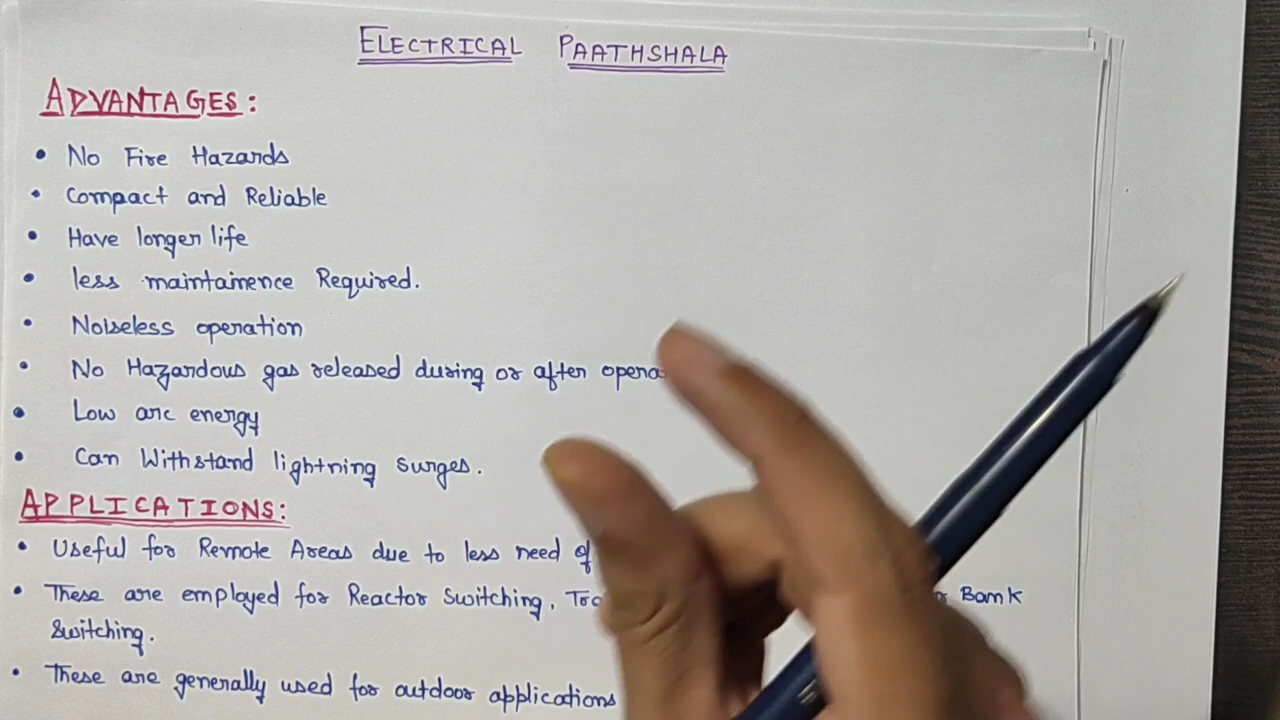 ELECTRICAL PAATHSHALA
ADVANTAGES:
• No Fire Hazards
• Compact and Reliable
• Have longer life
• less maintainence Required.
• Noiseless operation
• No Hazardous gas released during or after
• Low arc energy
• Can Withstand lightning surges.
APPLICATIONS:
• Useful for Remote Areas due to less need of
• These are employed for Reactor Switching, Bank
Switching.
• These are generally used for outdoor applications